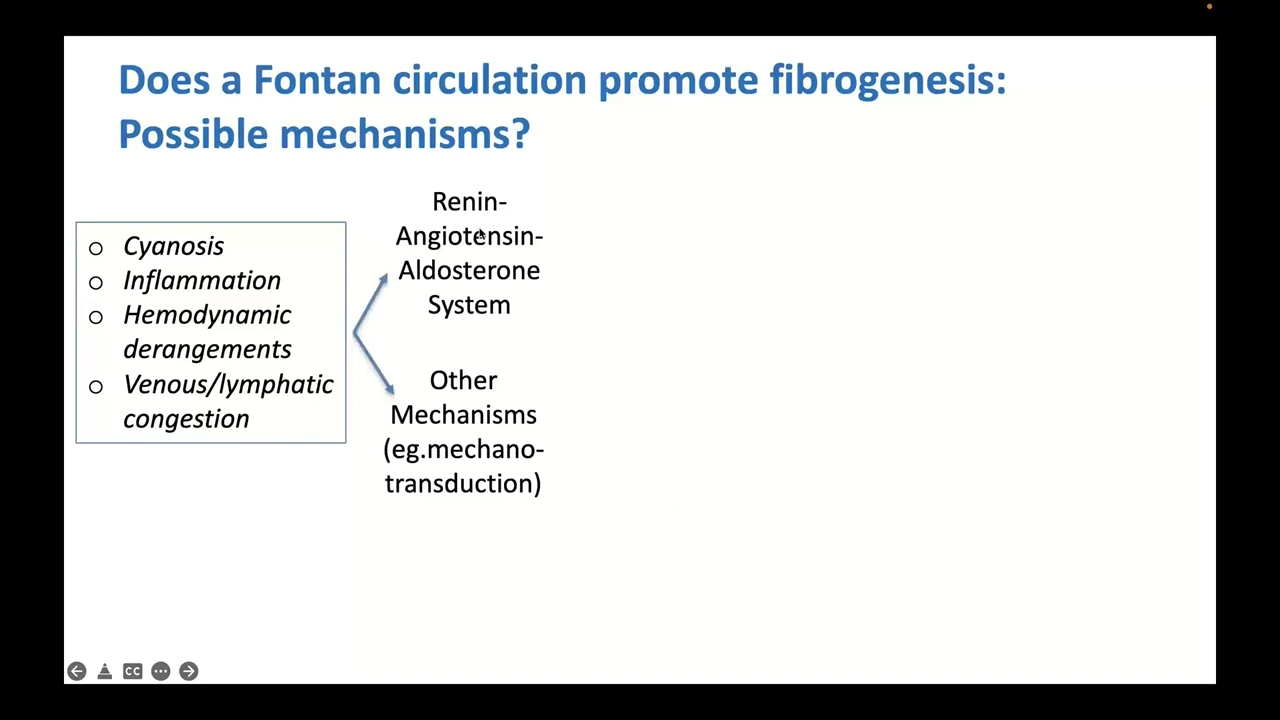 Does a Fontan circulation promote fibrogenesis:
Possible mechanisms?
o Cyanosis
o Inflammation
o Hemodynamic
derangements
o Venous/lymphatic
congestion
Renin-
Angiotensin-
Aldosterone
System
Other
Mechanisms
(eg.mechano-
transduction)
CC